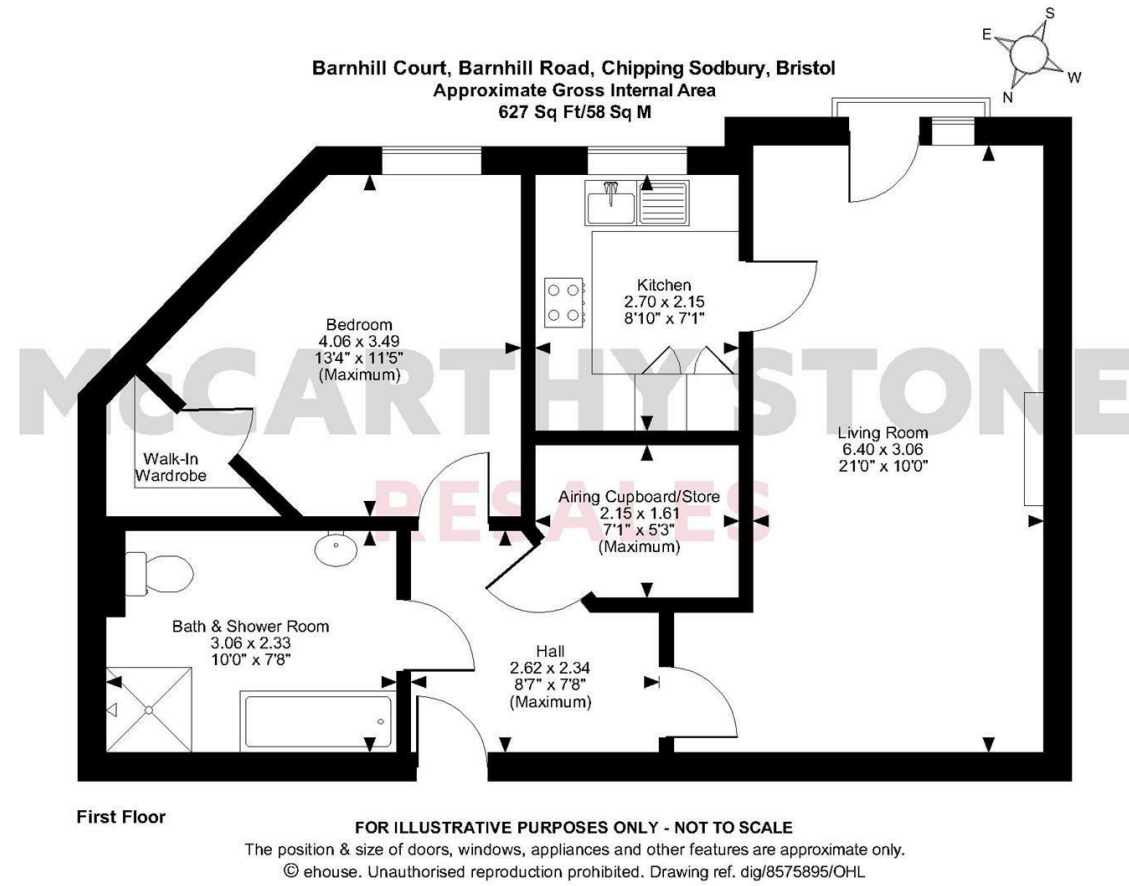 S
E
W
N
Barnhill Court, Barnhill Road, Chipping Sodbury, Bristol
Approximate Gross Internal Area
627 Sq Ft/58 Sq M
Kitchen
2.70 x 2.15
8'10" x 7'1"
Bedroom
4.06 x 3.49
13'4" x 11'5"
(Maximum)
McCARTHY STONE
RESALES
Living Room
6.40 x 3.06
21'0" x 10'0"
Walk-In
Wardrobe
Airing Cupboard/Store
2.15 x 1.61
7'1" x 5'3"
(Maximum)
Bath & Shower Room
3.06 x 2.33
10'0" x 7'8"
Hall
2.62 x 2.34
8'7" x 7'8"
(Maximum)
First Floor
FOR ILLUSTRATIVE PURPOSES ONLY - NOT TO SCALE
The position & size of doors, windows, appliances and other features are approximate only.
© ehouse. Unauthorised reproduction prohibited. Drawing ref. dig/8575895/OHL